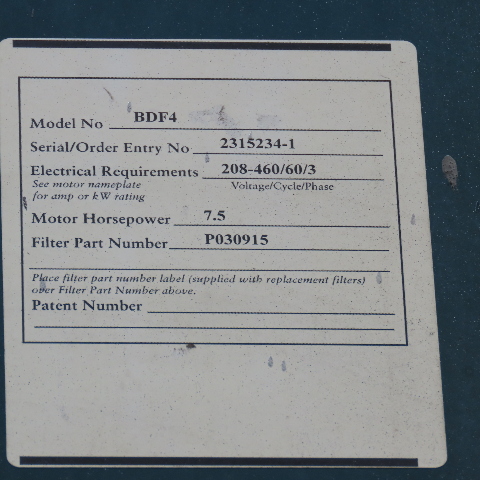 Model No BDF4
Serial/Order Entry No 2315234-1
Electrical Requirements 208-460/60/3
See motor nameplate Voltage/Cycle/Phase
for amp or kW rating
Motor Horsepower 7.5
Filter Part Number P030915
Place filter part number label (supplied with replacement filters)
over Filter Part Number above.
Patent Number